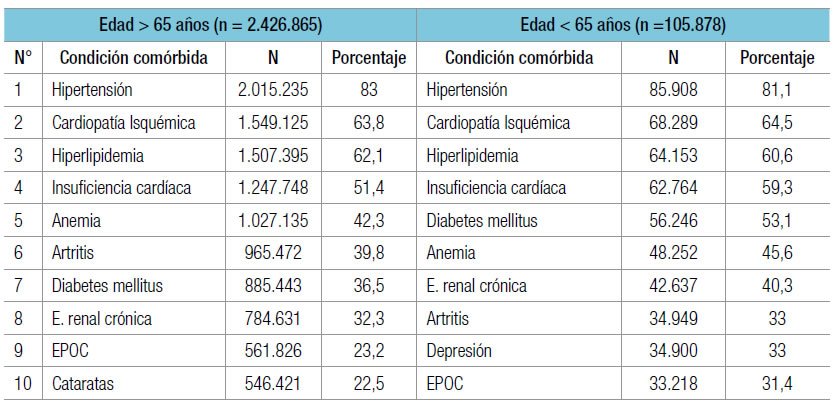 Edad > 65 años (n = 2.426.865) Edad < 65 años (n =105.878)
N° Condición comórbida N Porcentaje Condición comórbida N Porcentaje
1 Hipertensión 2.015.235 83 Hipertensión 85.908 81,1
2 Cardiopatía Isquémica 1.549.125 63,8 Cardiopatía Isquémica 68.289 64,5
3 Hiperlipidemia 1.507.395 62,1 Hiperlipidemia 64.153 60,6
4 Insuficiencia cardíaca 1.247.748 51,4 Insuficiencia cardíaca 62.764 59,3
5 Anemia 1.027.135 42,3 Diabetes mellitus 56.246 53,1
6 Artritis 965.472 39,8 Anemia 48.252 45,6
7 Diabetes mellitus 885.443 36,5 E. renal crónica 42.637 40,3
8 E. renal crónica 784.631 32,3 Artritis 34.949 33
9 EPOC 561.826 23,2 Depresión 34.900 33
10 Cataratas 546.421 22,5 EPOC 33.218 31,4